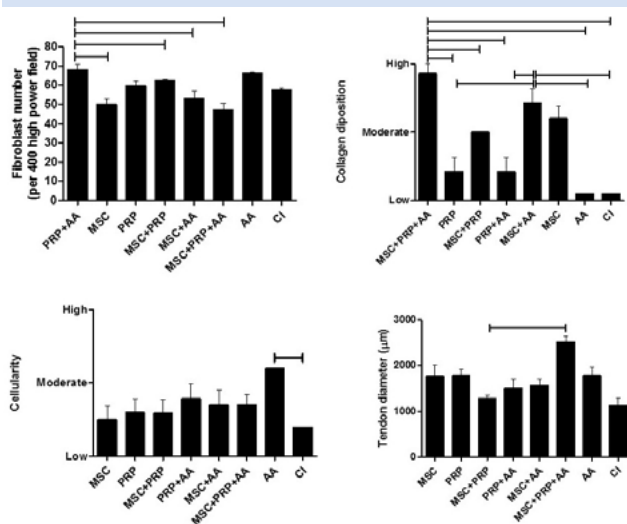 Fibroblast number
(per 400 high power field)
80
70
60
50
40
30
20
10
0
PRP+AA
MSC
PRP
MSC+PRP
MSC+AA
MSC+PRP+AA
AA
CI
Collagen diposition
High
Moderate
Low
MSC+PRP+AA
PRP
MSC+PRP
PRP+AA
MSC+AA
MSC
AA
CI
Cellularity
High
Moderate
Low
MSC
PRP
MSC+PRP
PRP+AA
MSC+AA
MSC+PRP+AA
AA
CI
Tendon diameter (μm)
3000
2000
1000
0
MSC
PRP
MSC+PRP
PRP+AA
MSC+AA
MSC+PRP+AA
AA
CI